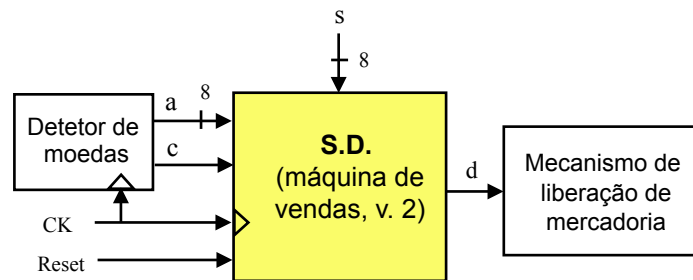 s
8
a
8
Detetor de
moedas
c
S.D.
(máquina de
vendas, v. 2)
d
Mecanismo de
liberação de
mercadoria
CK
Reset